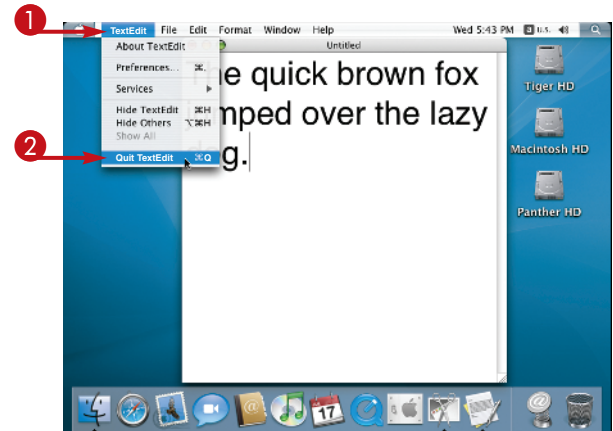 1
TextEdit File Edit Format Window Help Wed 5:43 PM U.S.
About TextEdit
Preferences... ⌘,
Services
Hide TextEdit ⌘H
Hide Others ⌥⌘H
Show All
2
Quit TextEdit ⌘Q
Untitled
e quick brown fox
mped over the lazy
g.
Tiger HD
Macintosh HD
Panther HD
17